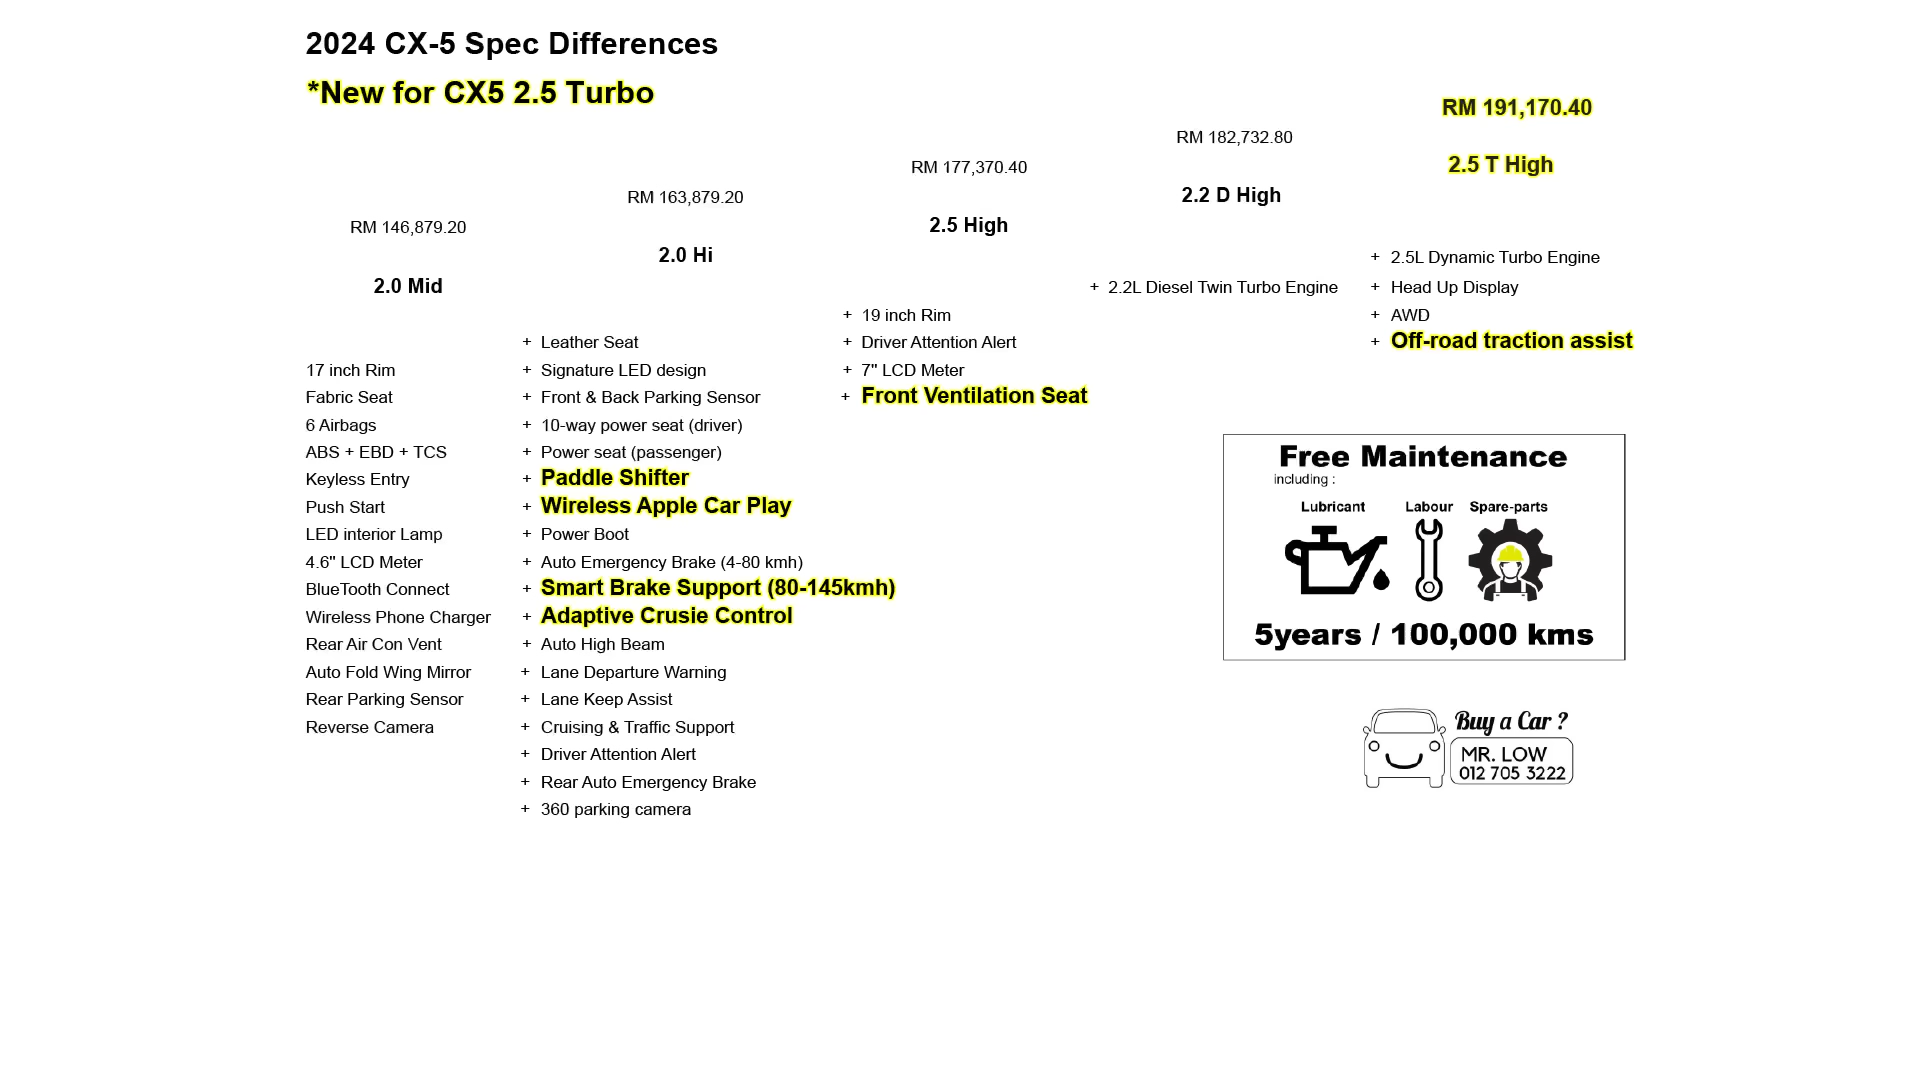 2024 CX-5 Spec Differences
*New for CX5 2.5 Turbo
RM 146,879.20
2.0 Mid
17 inch Rim
Fabric Seat
6 Airbags
ABS + EBD + TCS
Keyless Entry
Push Start
LED interior Lamp
4.6" LCD Meter
BlueTooth Connect
Wireless Phone Charger
Rear Air Con Vent
Auto Fold Wing Mirror
Rear Parking Sensor
Reverse Camera
RM 163,879.20
2.0 Hi
+ Leather Seat
+ Signature LED design
+ Front & Back Parking Sensor
+ 10-way power seat (driver)
+ Power seat (passenger)
+ Paddle Shifter
+ Wireless Apple Car Play
+ Power Boot
+ Auto Emergency Brake (4-80 kmh)
+ Smart Brake Support (80-145kmh)
+ Adaptive Crusie Control
+ Auto High Beam
+ Lane Departure Warning
+ Lane Keep Assist
+ Cruising & Traffic Support
+ Driver Attention Alert
+ Rear Auto Emergency Brake
+ 360 parking camera
RM 177,370.40
2.5 High
+ 19 inch Rim
+ Driver Attention Alert
+ 7" LCD Meter
+ Front Ventilation Seat
RM 182,732.80
2.2 D High
+ 2.2L Diesel Twin Turbo Engine
RM 191,170.40
2.5 T High
+ 2.5L Dynamic Turbo Engine
+ Head Up Display
+ AWD
+ Off-road traction assist
Free Maintenance
including :
Lubricant Labour Spare-parts
5years / 100,000 kms
Buy a Car ?
MR. LOW
012 705 3222